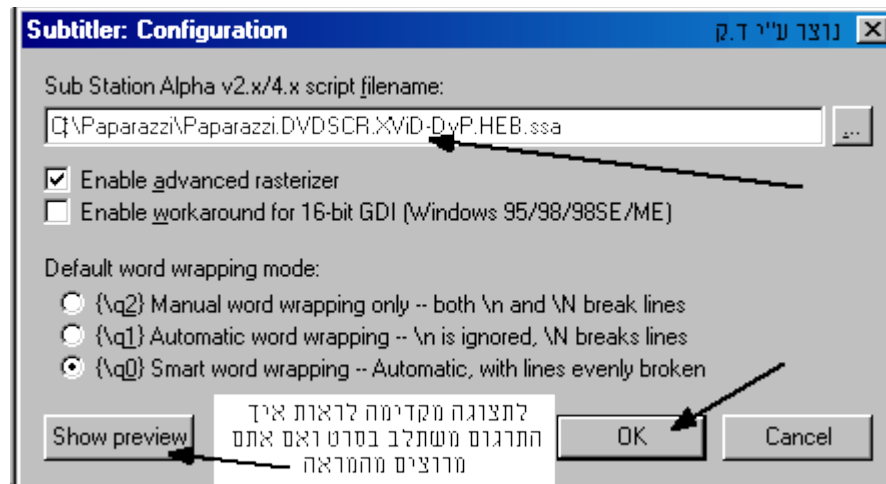 Subtitler: Configuration נוצר ע"י ד.ק
Sub Station Alpha v2.x/4.x script filename:
C:\Paparazzi\Paparazzi.DVDSCR.XViD-DvP.HEB.ssa ...
Enable advanced rasterizer
Enable workaround for 16-bit GDI (Windows 95/98/98SE/ME)
Default word wrapping mode:
{\q2} Manual word wrapping only -- both \n and \N break lines
{\q1} Automatic word wrapping -- \n is ignored, \N breaks lines
{\q0} Smart word wrapping -- Automatic, with lines evenly broken
לתצוגה מקדימה לראות איך
התרגום משתלב בסרט ואם אתם
מרוצים מהמראה
Show preview OK Cancel